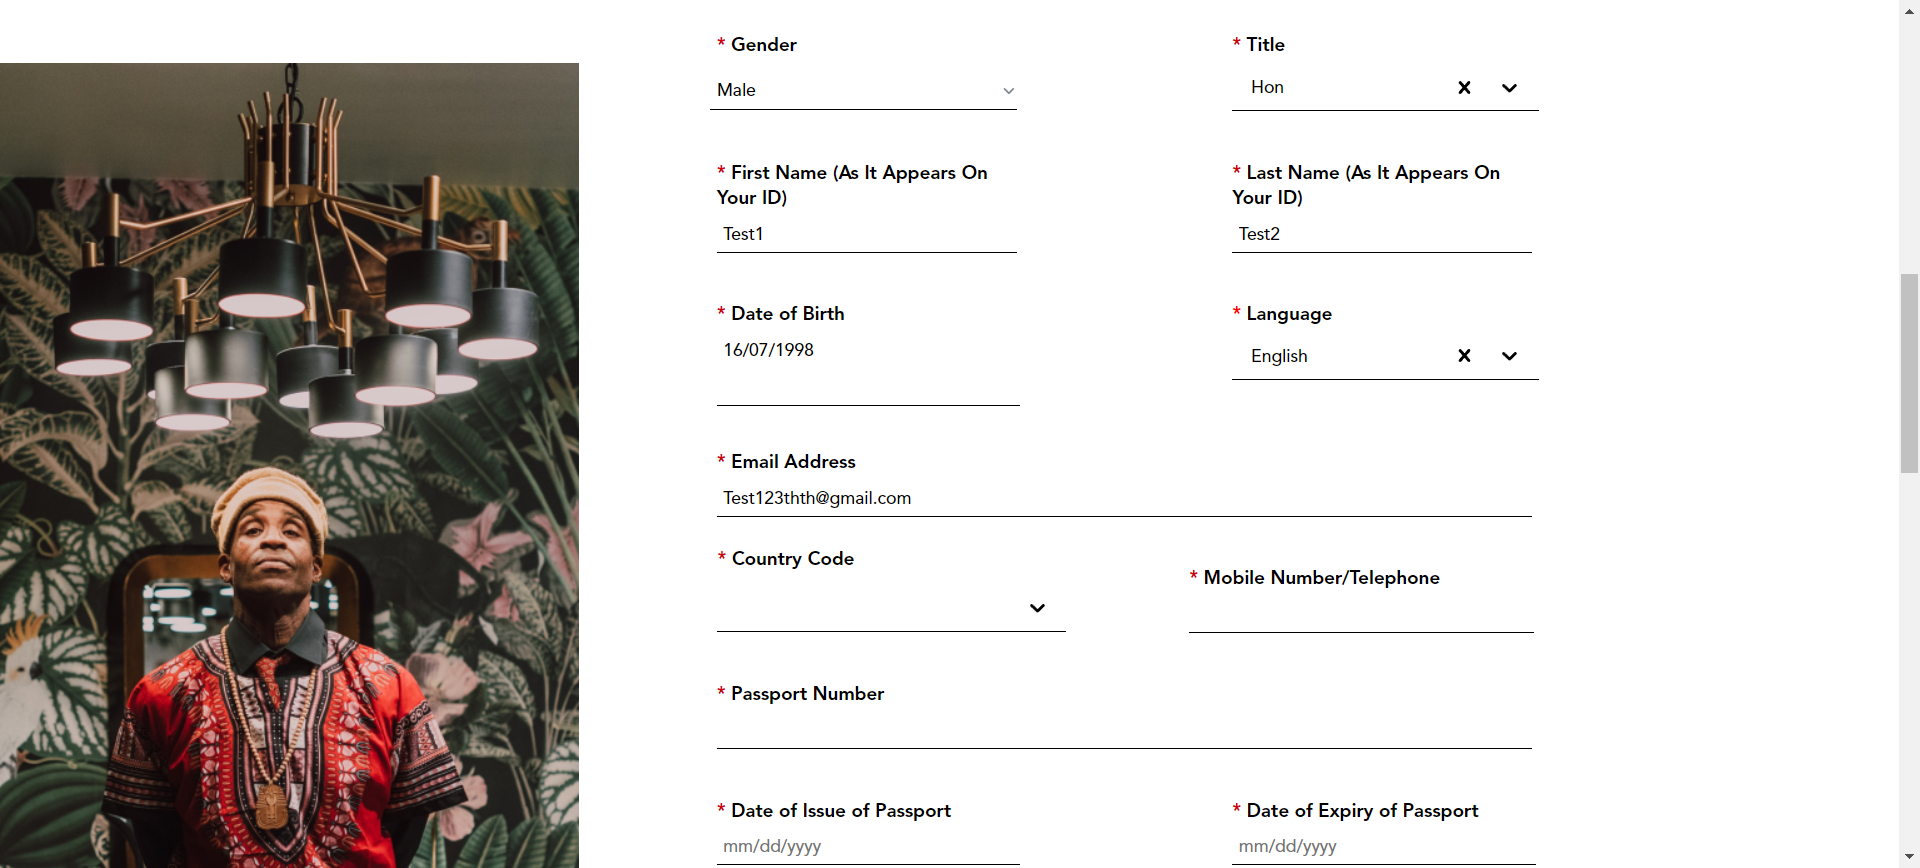 * Gender
* Title
Male
Hon
* First Name (As It Appears On
Your ID)
* Last Name (As It Appears On
Your ID)
Test1
Test2
* Date of Birth
* Language
16/07/1998
English
* Email Address
Test123thth@gmail.com
* Country Code
* Mobile Number/Telephone
* Passport Number
* Date of Issue of Passport
* Date of Expiry of Passport
mm/dd/yyyy
mm/dd/yyyy